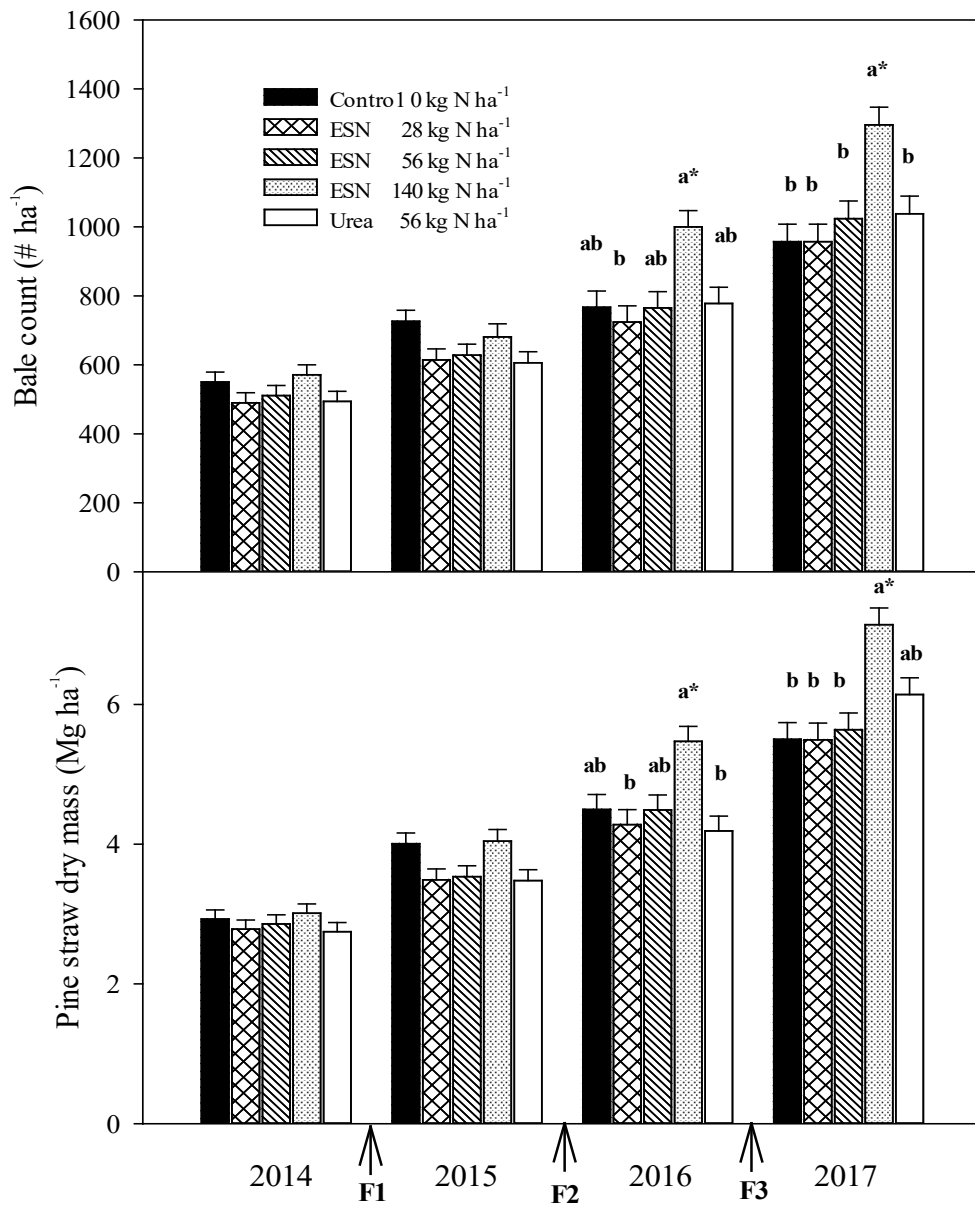 1600
1400
1200
1000
800
600
400
200
0
Bale count (# ha⁻¹)
Control 0 kg N ha⁻¹
ESN 28 kg N ha⁻¹
ESN 56 kg N ha⁻¹
ESN 140 kg N ha⁻¹
Urea 56 kg N ha⁻¹
ab b ab a* ab
b b b a* b
6
4
2
0
Pine straw dry mass (Mg ha⁻¹)
ab b ab a* b
b b b a* ab
2014 2015 2016 2017
F1 F2 F3